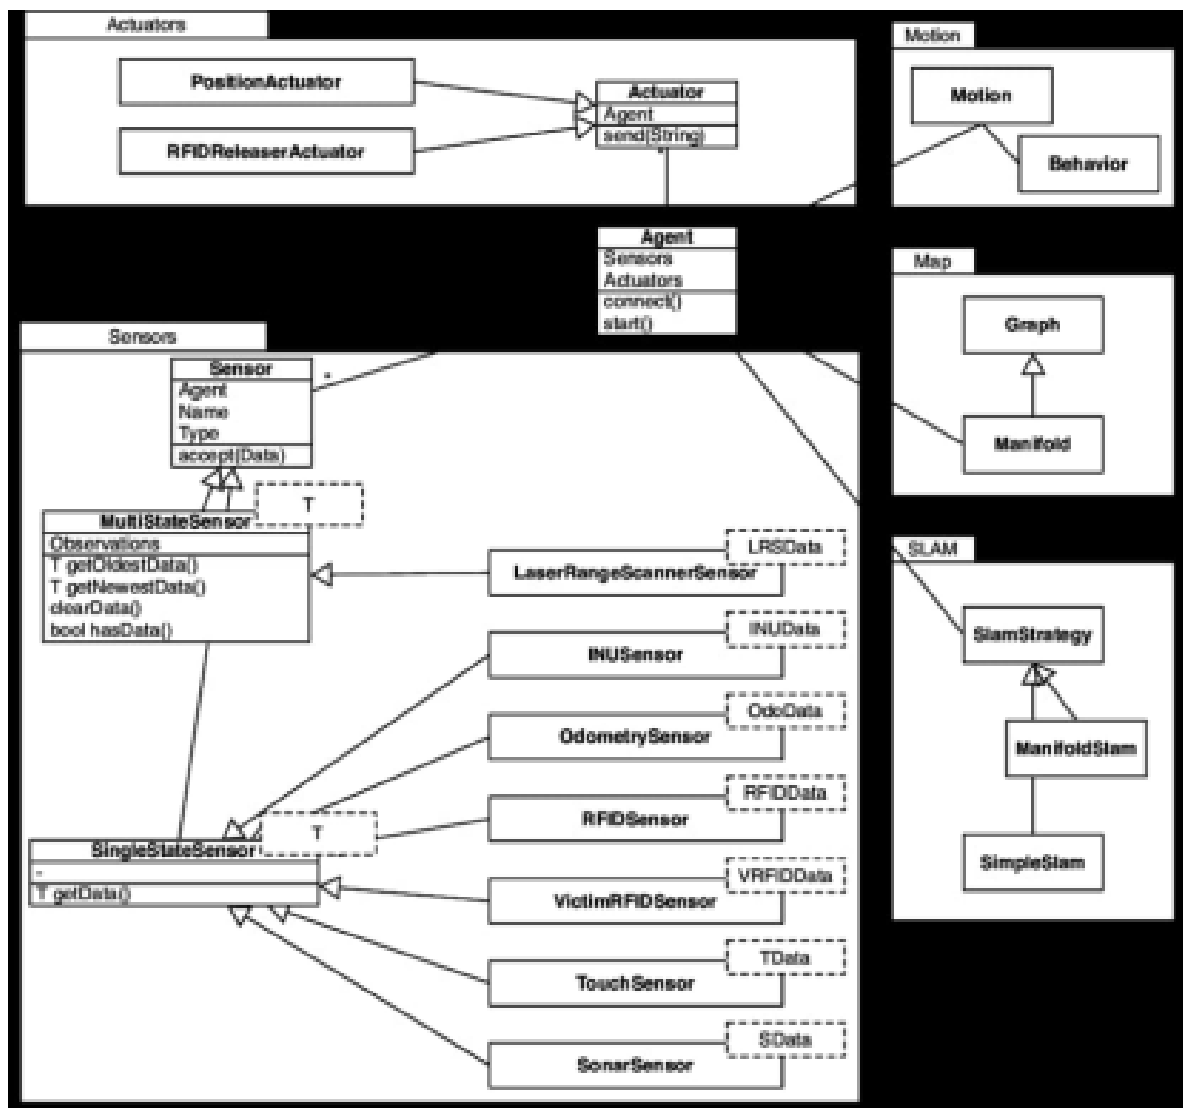 Actuators
PositionActuator
RFIDReleaserActuator
Actuator
Agent
send(String)
*
Motion
Motion
Behavior
Agent
Sensors
Actuators
connect()
start()
Map
Graph
Manifold
Sensors
Sensor
Agent
Name
Type
accept(Data)
*
T
MultiStateSensor
Observations
T getOldestData()
T getNewestData()
clearData()
bool hasData()
LRSData
LaserRangeScannerSensor
INUData
INUSensor
OdoData
OdometrySensor
RFIDData
RFIDSensor
T
SingleStateSensor
-
T getData()
VRFIDData
VictimRFIDSensor
TData
TouchSensor
SData
SonarSensor
SLAM
SlamStrategy
ManifoldSlam
SimpleSlam